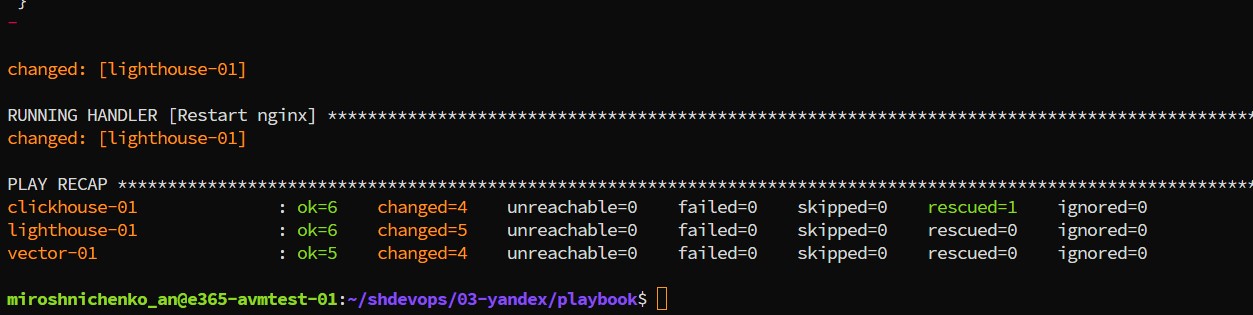 }
-
changed: [lighthouse-01]
RUNNING HANDLER [Restart nginx] *********************************************************************************************
changed: [lighthouse-01]
PLAY RECAP ******************************************************************************************************************
clickhouse-01 : ok=6 changed=4 unreachable=0 failed=0 skipped=0 rescued=1 ignored=0
lighthouse-01 : ok=6 changed=5 unreachable=0 failed=0 skipped=0 rescued=0 ignored=0
vector-01 : ok=5 changed=4 unreachable=0 failed=0 skipped=0 rescued=0 ignored=0
miroshnichenko_an@e365-avmtest-01:~/shdevops/03-yandex/playbook$